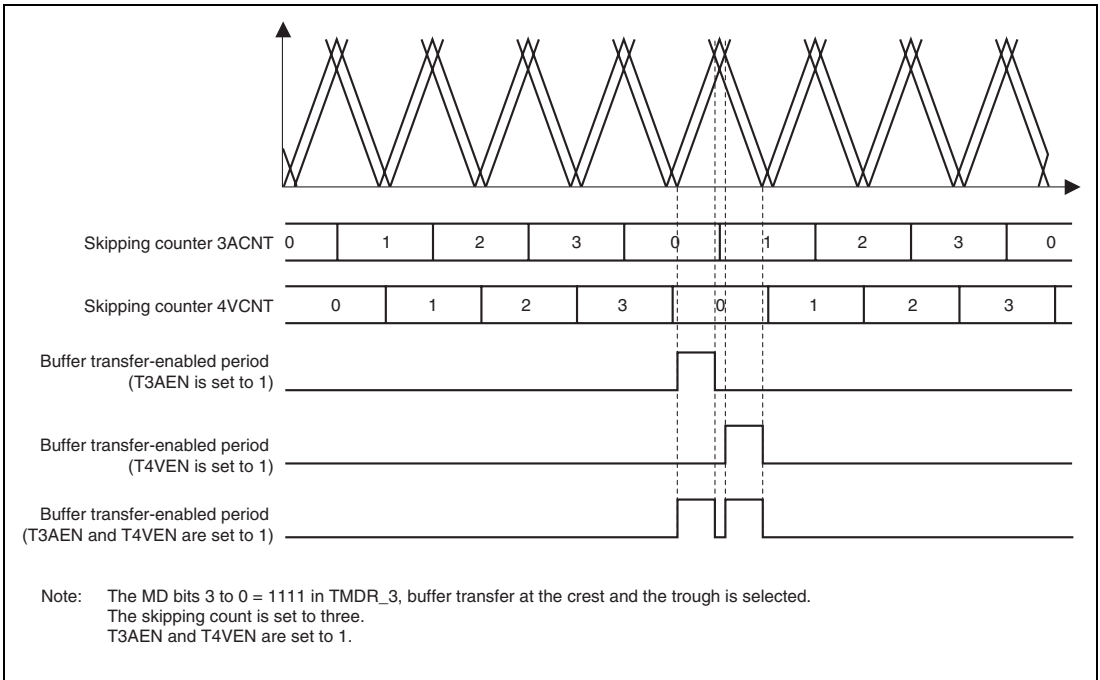 Skipping counter 3ACNT 0 1 2 3 0 1 2 3 0
Skipping counter 4VCNT 0 1 2 3 0 1 2 3
Buffer transfer-enabled period
(T3AEN is set to 1)
Buffer transfer-enabled period
(T4VEN is set to 1)
Buffer transfer-enabled period
(T3AEN and T4VEN are set to 1)
Note: The MD bits 3 to 0 = 1111 in TMDR_3, buffer transfer at the crest and the trough is selected.
The skipping count is set to three.
T3AEN and T4VEN are set to 1.